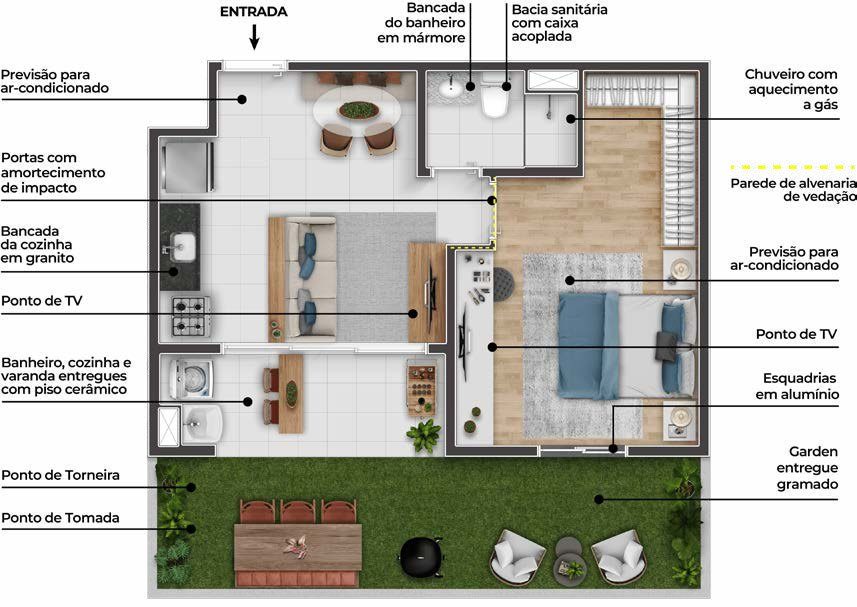 ENTRADA
Bancada
do banheiro
em mármore
Bacia sanitária
com caixa
acoplada
Previsão para
ar-condicionado
Portas com
amortecimento
de impacto
Bancada
da cozinha
em granito
Ponto de TV
Banheiro, cozinha e
varanda entregues
com piso cerâmico
Ponto de Torneira
Ponto de Tomada
Chuveiro com
aquecimento
a gás
Parede de alvenaria
de vedação
Previsão para
ar-condicionado
Ponto de TV
Esquadrias
em alumínio
Garden
entregue
gramado